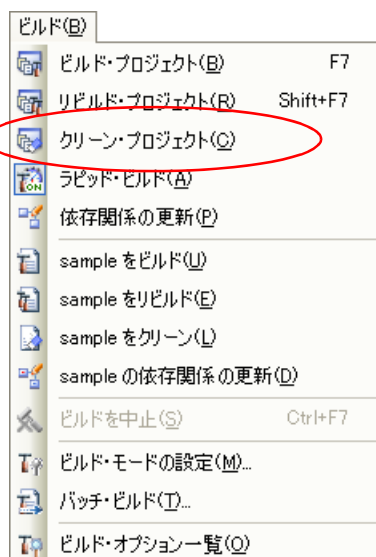 ビルド(B)
ビルド・プロジェクト(B) F7
リビルド・プロジェクト(R) Shift+F7
クリーン・プロジェクト(C)
ON ラピッド・ビルド(A)
依存関係の更新(P)
sample をビルド(U)
sample をリビルド(E)
sample をクリーン(L)
sample の依存関係の更新(D)
ビルドを中止(S) Ctrl+F7
ビルド・モードの設定(M)...
バッチ・ビルド(T)...
ビルド・オプション一覧(O)